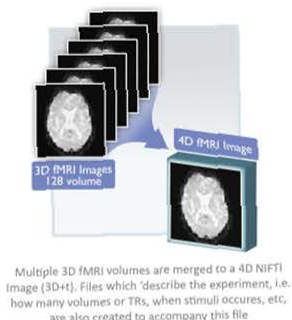 4D fMRI Image
3D fMRI Images
128 volume
Multiple 3D fMRI volumes are merged to a 4D NIFTI
Image (3D+t). Files which 'describe the experiment, i.e.
how many volumes or TRs, when stimuli occures, etc,
are also created to accompany this file